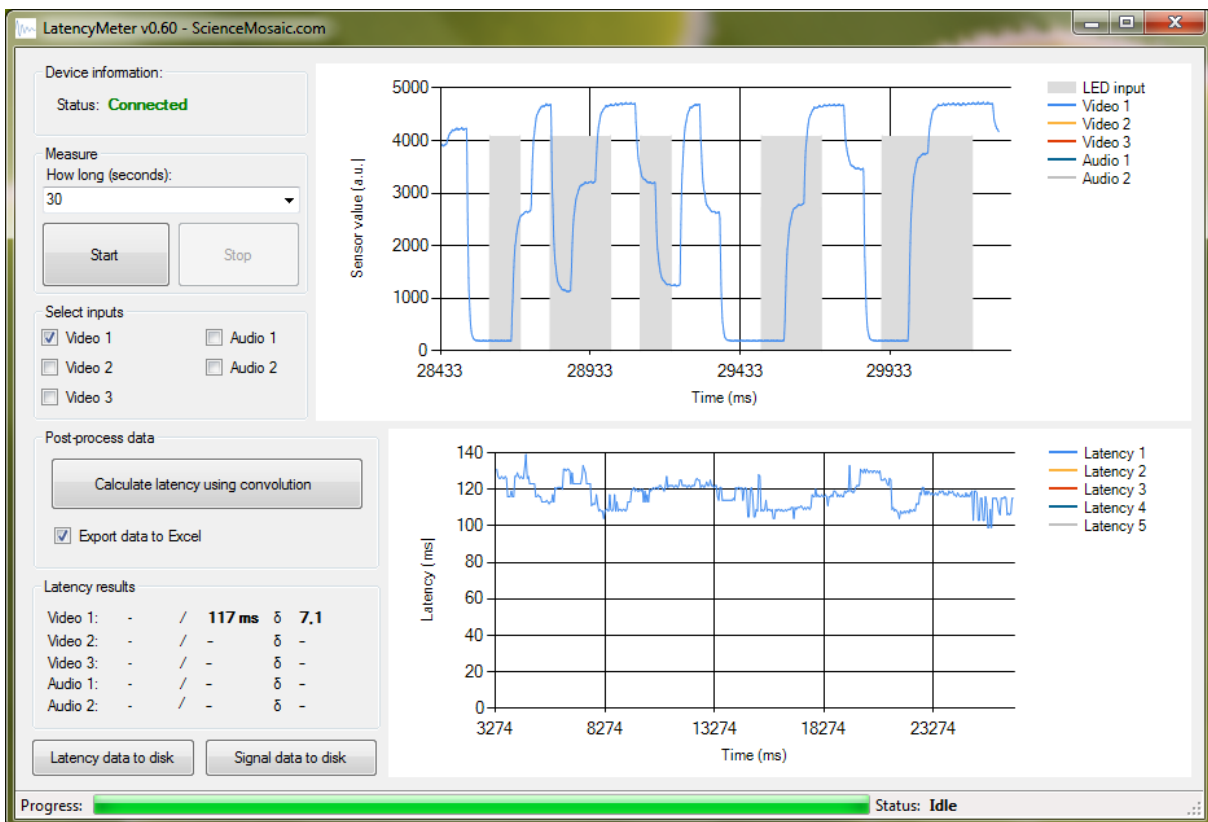 LatencyMeter v0.60 - ScienceMosaic.com
Device information:
Status: Connected
Measure
How long (seconds):
30
Start
Stop
Select inputs
Video 1
Audio 1
Video 2
Audio 2
Video 3
5000
4000
3000
2000
1000
0
Sensor value [a.u.]
28433
28933
29433
29933
Time (ms)
LED input
Video 1
Video 2
Video 3
Audio 1
Audio 2
Post-process data
Calculate latency using convolution
Export data to Excel
Latency results
Video 1: - / 117 ms δ 7,1
Video 2: - / - δ -
Video 3: - / - δ -
Audio 1: - / - δ -
Audio 2: - / - δ -
Latency data to disk
Signal data to disk
140
120
100
80
60
40
20
0
Latency [ms]
3274
8274
13274
18274
23274
Time (ms)
Latency 1
Latency 2
Latency 3
Latency 4
Latency 5
Progress:
Status: Idle